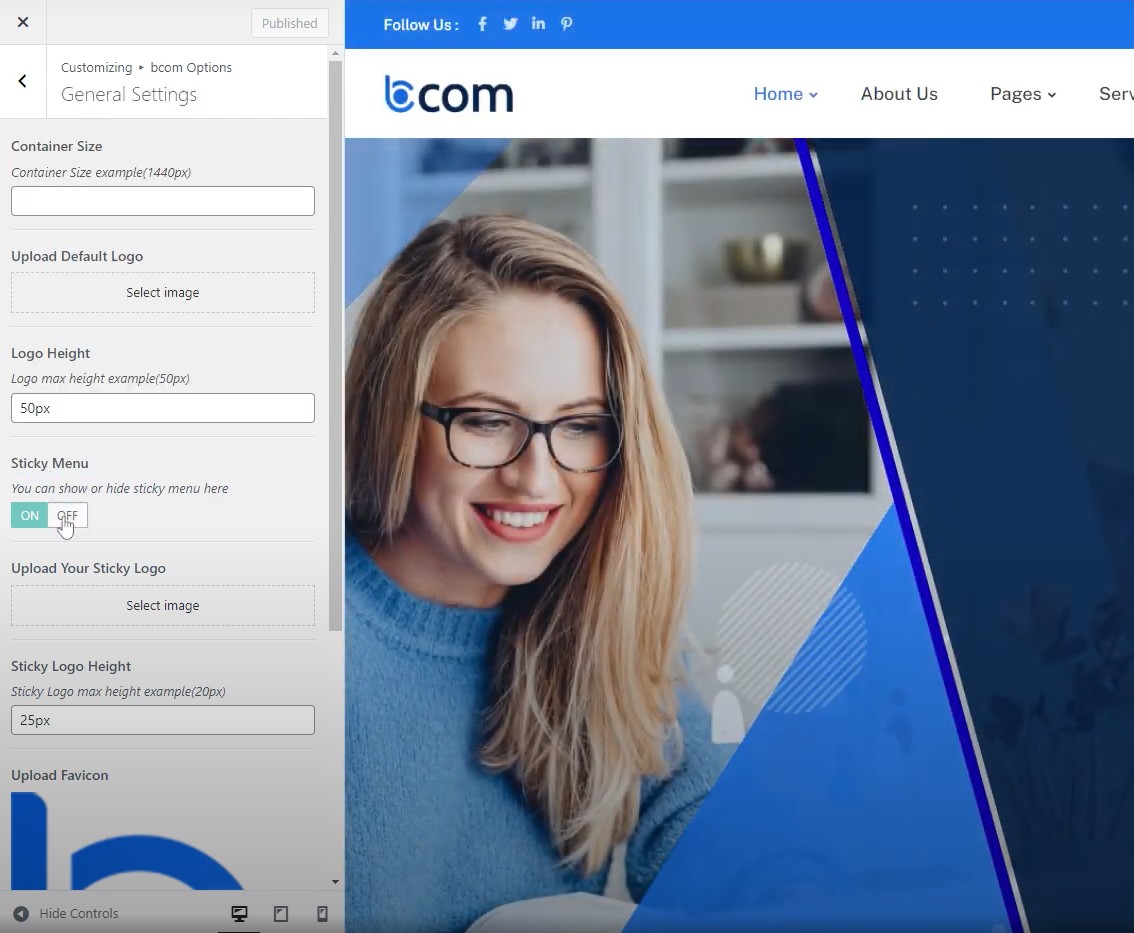 Published
Customizing ▸ bcom Options
General Settings
Container Size
Container Size example(1440px)
Upload Default Logo
Select image
Logo Height
Logo max height example(50px)
50px
Sticky Menu
You can show or hide sticky menu here
ON OFF
Upload Your Sticky Logo
Select image
Sticky Logo Height
Sticky Logo max height example(20px)
25px
Upload Favicon
Hide Controls
Follow Us :
bcom
Home About Us Pages Serv